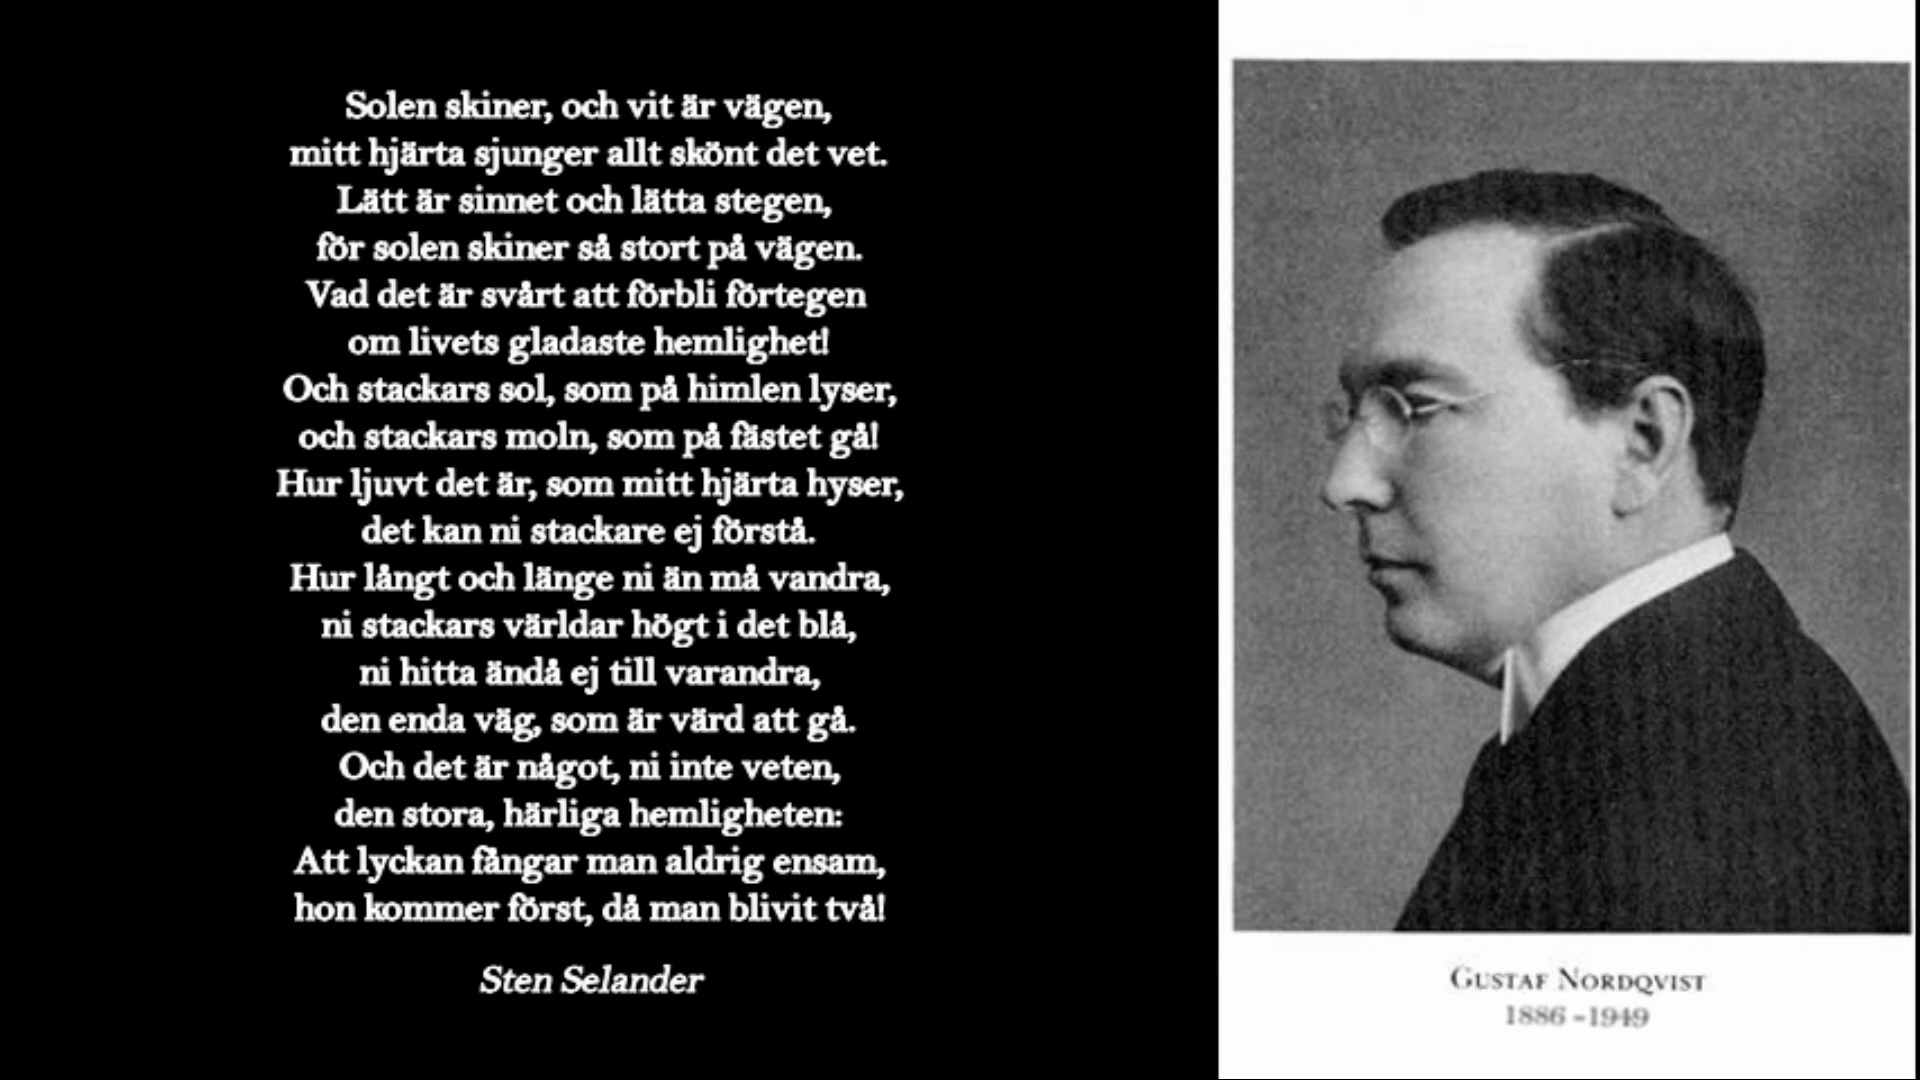 Solen skiner, och vit är vägen,
mitt hjärta sjunger allt skönt det vet.
Lätt är sinnet och lätta stegen,
för solen skiner så stort på vägen.
Vad det är svårt att förbli förtegen
om livets gladaste hemlighet!
Och stackars sol, som på himlen lyser,
och stackars moln, som på fästet gå!
Hur ljuvt det är, som mitt hjärta hyser,
det kan ni stackare ej förstå.
Hur långt och länge ni än må vandra,
ni stackars världar högt i det blå,
ni hitta ändå ej till varandra,
den enda väg, som är värd att gå.
Och det är något, ni inte veten,
den stora, härliga hemligheten:
Att lyckan fångar man aldrig ensam,
hon kommer först, då man blivit två!
Sten Selander
GUSTAF NORDQVIST
1886 – 1949